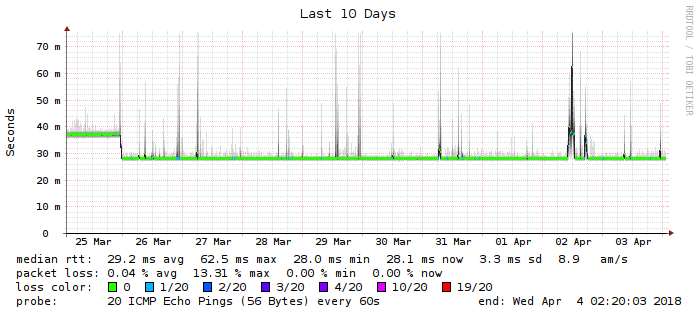 Last 10 Days
RRDTOOL / TOBI OETIKER
Seconds
70 m
60 m
50 m
40 m
30 m
20 m
10 m
0
25 Mar 26 Mar 27 Mar 28 Mar 29 Mar 30 Mar 31 Mar 01 Apr 02 Apr 03 Apr
median rtt: 29.2 ms avg 62.5 ms max 28.0 ms min 28.1 ms now 3.3 ms sd 8.9 am/s
packet loss: 0.04 % avg 13.31 % max 0.00 % min 0.00 % now
loss color: 0 1/20 2/20 3/20 4/20 10/20 19/20
probe: 20 ICMP Echo Pings (56 Bytes) every 60s end: Wed Apr 4 02:20:03 2018